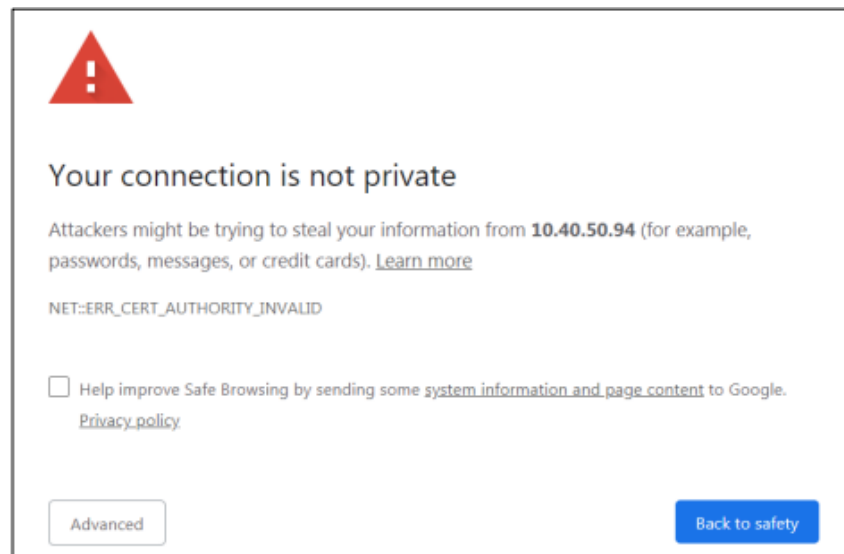 Your connection is not private
Attackers might be trying to steal your information from 10.40.50.94 (for example,
passwords, messages, or credit cards). Learn more
NET::ERR_CERT_AUTHORITY_INVALID
Help improve Safe Browsing by sending some system information and page content to Google.
Privacy policy
Advanced
Back to safety